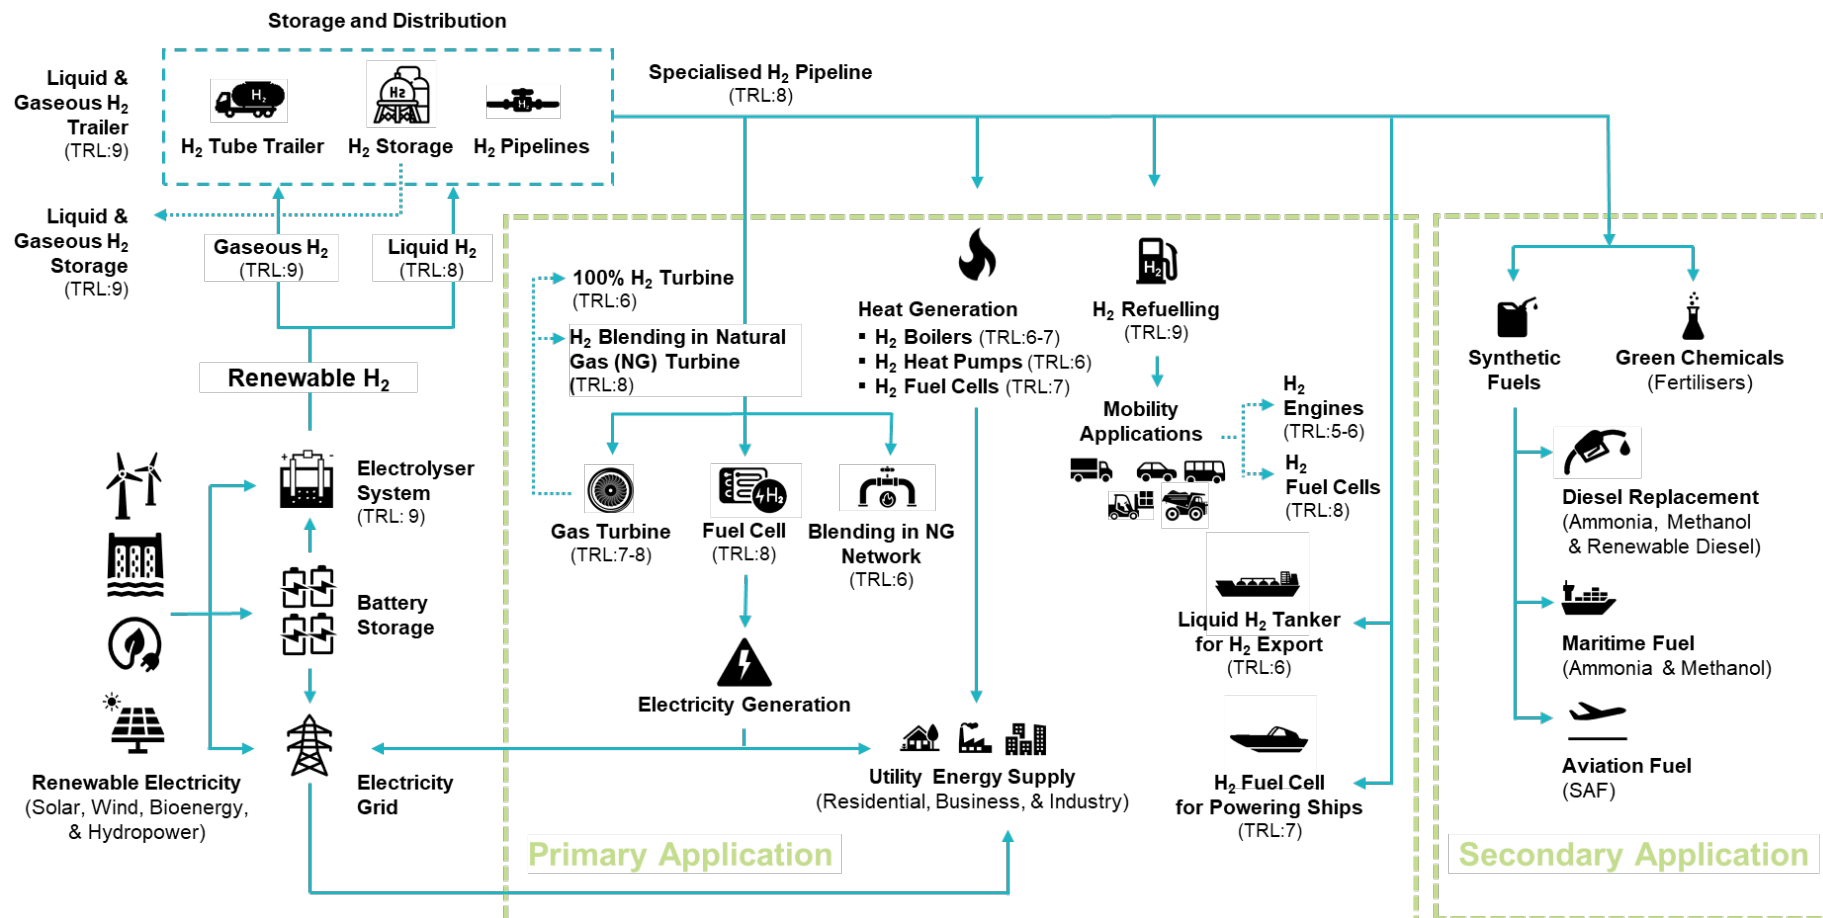 Storage and Distribution
Liquid &
Gaseous H₂
Trailer
(TRL:9)
H₂
H₂ Tube Trailer
H2
H₂ Storage
H₂
H₂ Pipelines
Specialised H₂ Pipeline
(TRL:8)
Liquid &
Gaseous H₂
Storage
(TRL:9)
Gaseous H₂
(TRL:9)
Liquid H₂
(TRL:8)
Renewable H₂
Electrolyser
System
(TRL: 9)
Battery
Storage
Renewable Electricity
(Solar, Wind, Bioenergy,
& Hydropower)
Electricity
Grid
100% H₂ Turbine
(TRL:6)
H₂ Blending in Natural
Gas (NG) Turbine
(TRL:8)
Gas Turbine
(TRL:7-8)
H₂
Fuel Cell
(TRL:8)
Blending in NG
Network
(TRL:6)
Electricity Generation
Heat Generation
▪ H₂ Boilers (TRL:6-7)
▪ H₂ Heat Pumps (TRL:6)
▪ H₂ Fuel Cells (TRL:7)
Utility Energy Supply
(Residential, Business, & Industry)
H₂
H₂ Refuelling
(TRL:9)
Mobility
Applications
H₂
Engines
(TRL:5-6)
H₂
Fuel Cells
(TRL:8)
Liquid H₂ Tanker
for H₂ Export
(TRL:6)
H₂ Fuel Cell
for Powering Ships
(TRL:7)
Primary Application
Synthetic
Fuels
Green Chemicals
(Fertilisers)
Diesel Replacement
(Ammonia, Methanol
& Renewable Diesel)
Maritime Fuel
(Ammonia & Methanol)
Aviation Fuel
(SAF)
Secondary Application